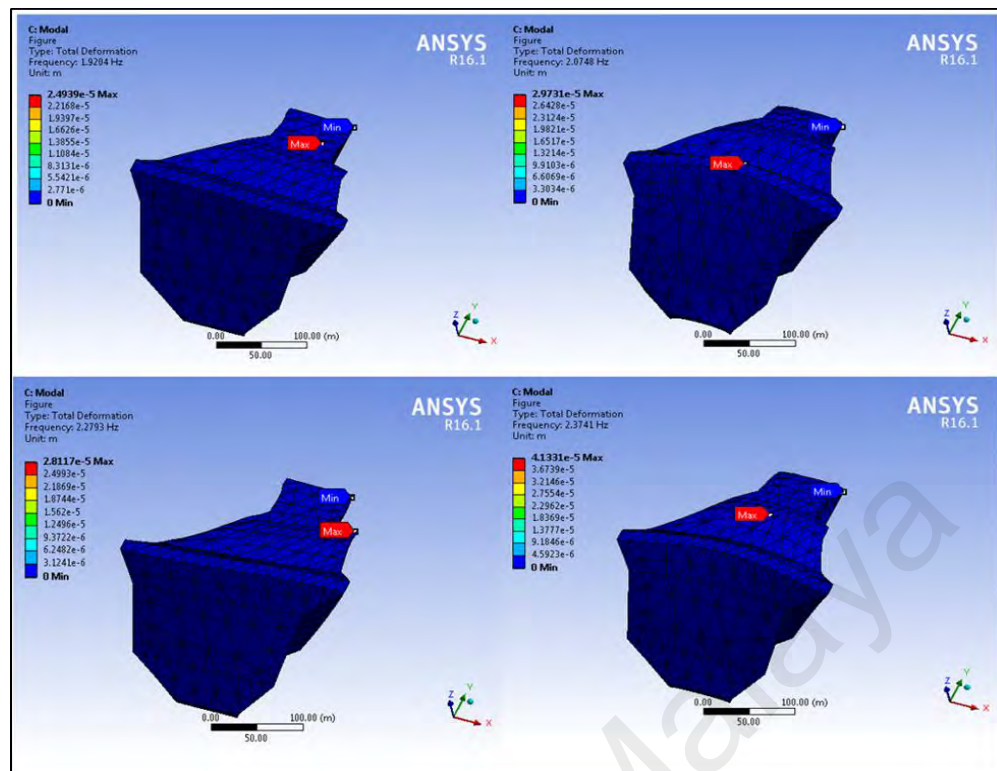 C: Modal
Figure
Type: Total Deformation
Frequency: 1.9204 Hz
Unit: m
2.4939e-5 Max
2.2168e-5
1.9397e-5
1.6626e-5
1.3855e-5
1.1084e-5
8.3131e-6
5.5421e-6
2.771e-6
0 Min
ANSYS
R16.1
Min
Max
0.00 100.00 (m)
50.00
Z Y X
C: Modal
Figure
Type: Total Deformation
Frequency: 2.0748 Hz
Unit: m
2.9731e-5 Max
2.6428e-5
2.3124e-5
1.9821e-5
1.6517e-5
1.3214e-5
9.9103e-6
6.6069e-6
3.3034e-6
0 Min
ANSYS
R16.1
Min
Max
0.00 100.00 (m)
50.00
Z Y X
C: Modal
Figure
Type: Total Deformation
Frequency: 2.2793 Hz
Unit: m
2.8117e-5 Max
2.4993e-5
2.1869e-5
1.8744e-5
1.562e-5
1.2496e-5
9.3722e-6
6.2482e-6
3.1241e-6
0 Min
ANSYS
R16.1
Min
Max
0.00 100.00 (m)
50.00
Z Y X
C: Modal
Figure
Type: Total Deformation
Frequency: 2.3741 Hz
Unit: m
4.1331e-5 Max
3.6739e-5
3.2146e-5
2.7554e-5
2.2962e-5
1.8369e-5
1.3777e-5
9.1846e-6
4.5923e-6
0 Min
ANSYS
R16.1
Min
Max
0.00 100.00 (m)
50.00
Z Y X
Malaya